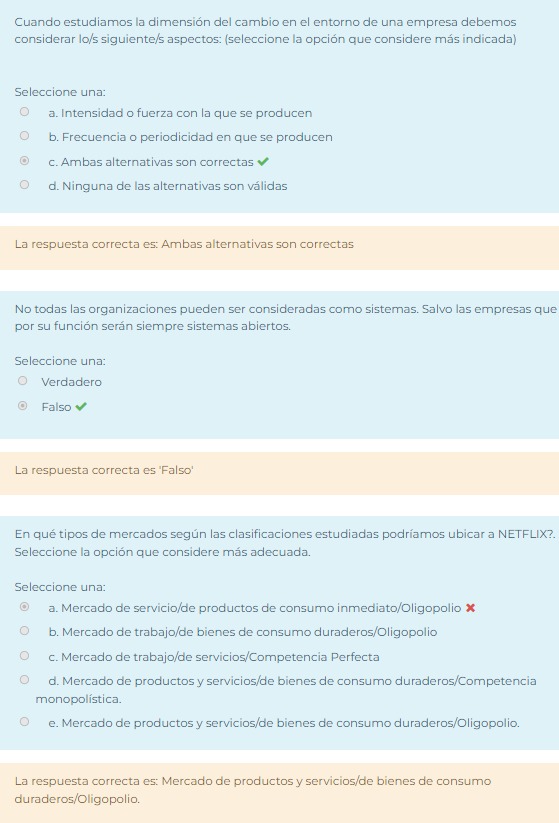 Cuando estudiamos la dimensión del cambio en el entorno de una empresa debemos
considerar lo/s siguiente/s aspectos: (seleccione la opción que considere más indicada)
Seleccione una:
a. Intensidad o fuerza con la que se producen
b. Frecuencia o periodicidad en que se producen
c. Ambas alternativas son correctas
d. Ninguna de las alternativas son válidas
La respuesta correcta es: Ambas alternativas son correctas
No todas las organizaciones pueden ser consideradas como sistemas. Salvo las empresas que
por su función serán siempre sistemas abiertos.
Seleccione una:
Verdadero
Falso
La respuesta correcta es 'Falso'
En qué tipos de mercados según las clasificaciones estudiadas podríamos ubicar a NETFLIX?.
Seleccione la opción que considere más adecuada.
Seleccione una:
a. Mercado de servicio/de productos de consumo inmediato/Oligopolio
b. Mercado de trabajo/de bienes de consumo duraderos/Oligopolio
c. Mercado de trabajo/de servicios/Competencia Perfecta
d. Mercado de productos y servicios/de bienes de consumo duraderos/Competencia
monopolística.
e. Mercado de productos y servicios/de bienes de consumo duraderos/Oligopolio.
La respuesta correcta es: Mercado de productos y servicios/de bienes de consumo
duraderos/Oligopolio.